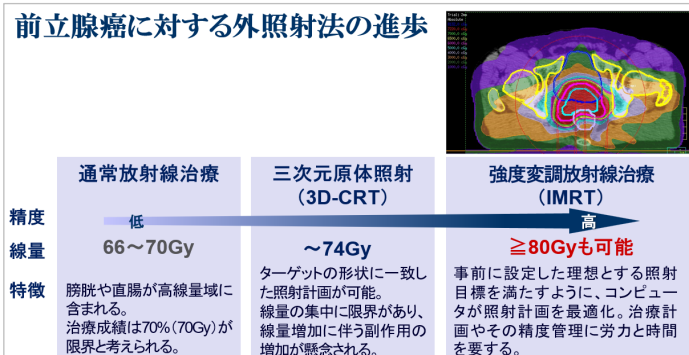 前立腺癌に対する外照射法の進歩
通常放射線治療
三次元原体照射
（3D-CRT）
強度変調放射線治療
（IMRT）
精度
低
高
線量
66～70Gy
～74Gy
≧80Gyも可能
特徴
膀胱や直腸が高線量域に
含まれる。
治療成績は70%（70Gy）が
限界と考えられる。
ターゲットの形状に一致し
た照射計画が可能。
線量の集中に限界があり、
線量増加に伴う副作用の
増加が懸念される。
事前に設定した理想とする照射
目標を満たすように、コンピュー
タが照射計画を最適化。治療計
画やその精度管理に労力と時間
を要する。